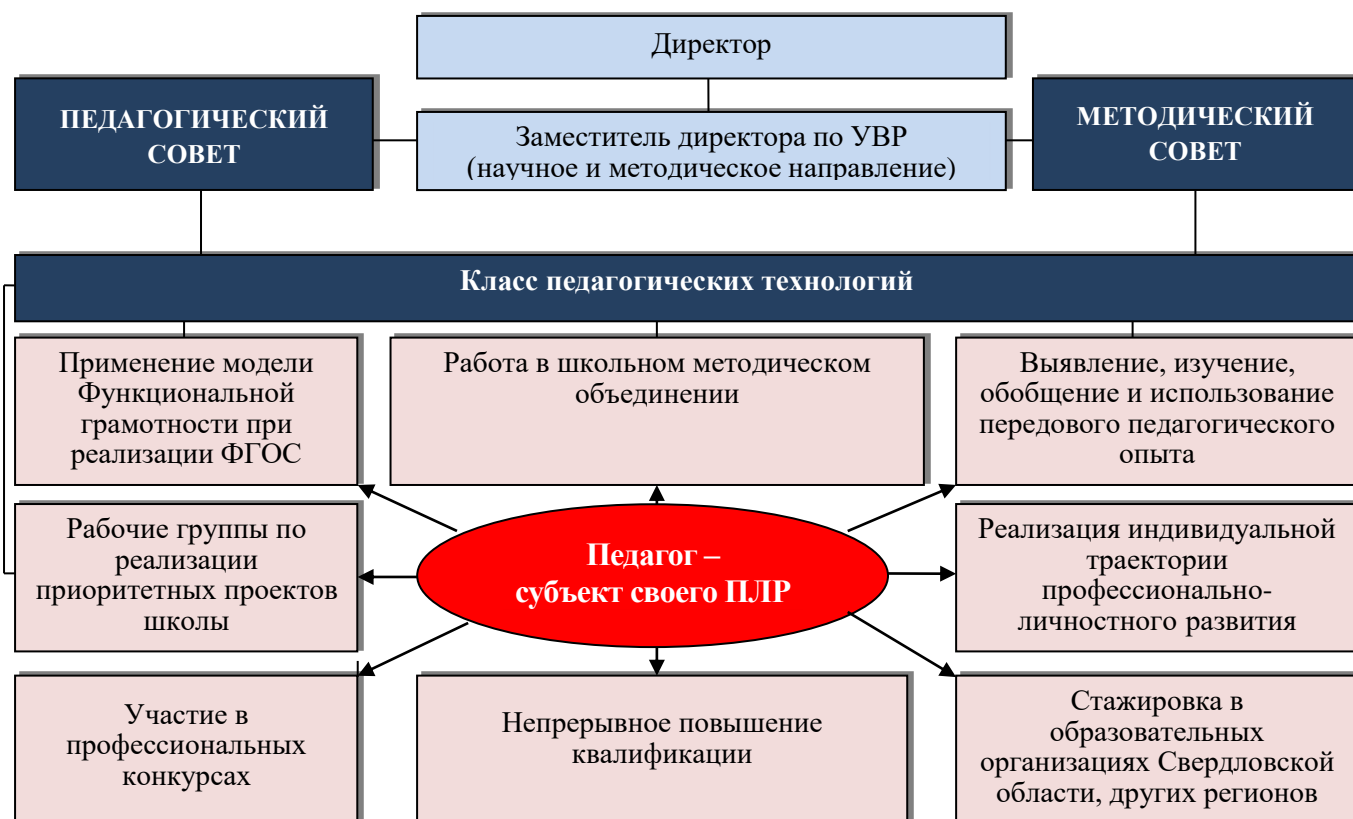 Директор
ПЕДАГОГИЧЕСКИЙ
СОВЕТ
Заместитель директора по УВР
(научное и методическое направление)
МЕТОДИЧЕСКИЙ
СОВЕТ
Класс педагогических технологий
Применение модели
Функциональной
грамотности при
реализации ФГОС
Работа в школьном методическом
объединении
Выявление, изучение,
обобщение и использование
передового педагогического
опыта
Рабочие группы по
реализации
приоритетных проектов
школы
Педагог –
субъект своего ПЛР
Реализация индивидуальной
траектории
профессионально-
личностного развития
Участие в
профессиональных
конкурсах
Непрерывное повышение
квалификации
Стажировка в
образовательных
организациях Свердловской
области, других регионов